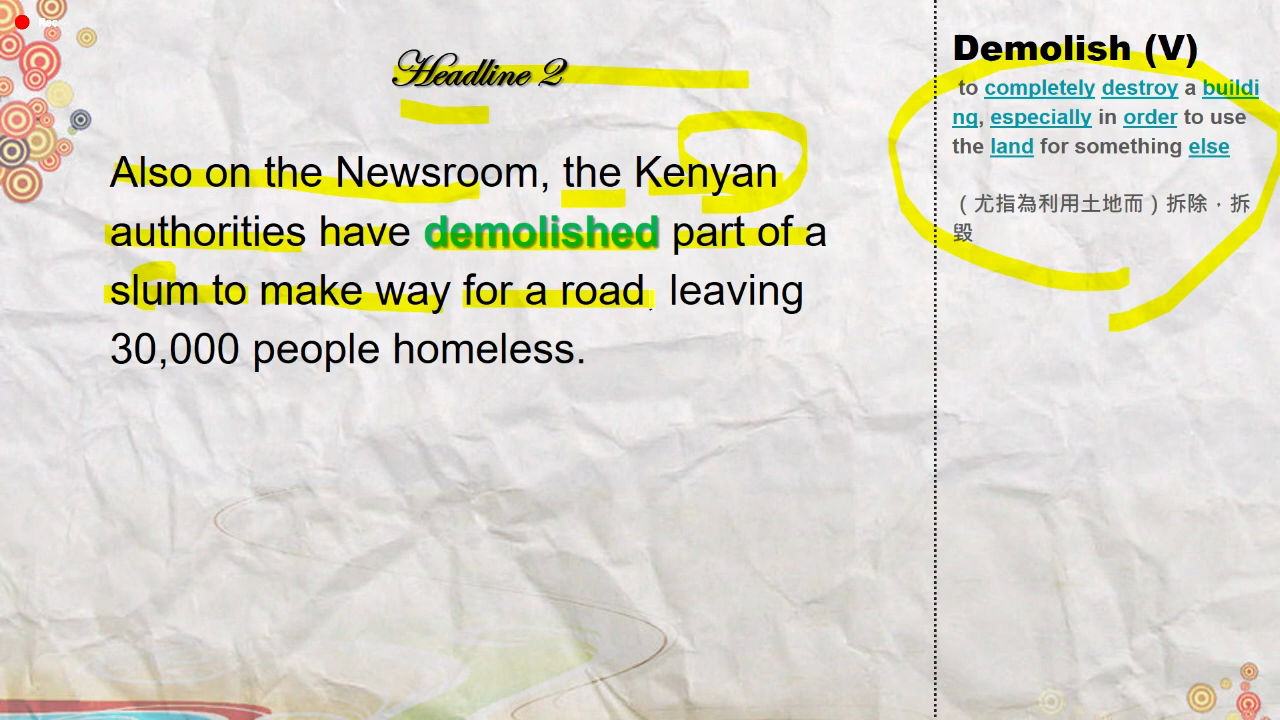 Headline 2
Also on the Newsroom, the Kenyan
authorities have demolished part of a
slum to make way for a road, leaving
30,000 people homeless.
Demolish (V)
to completely destroy a buildi
ng, especially in order to use
the land for something else
（尤指為利用土地而）拆除，拆
毀